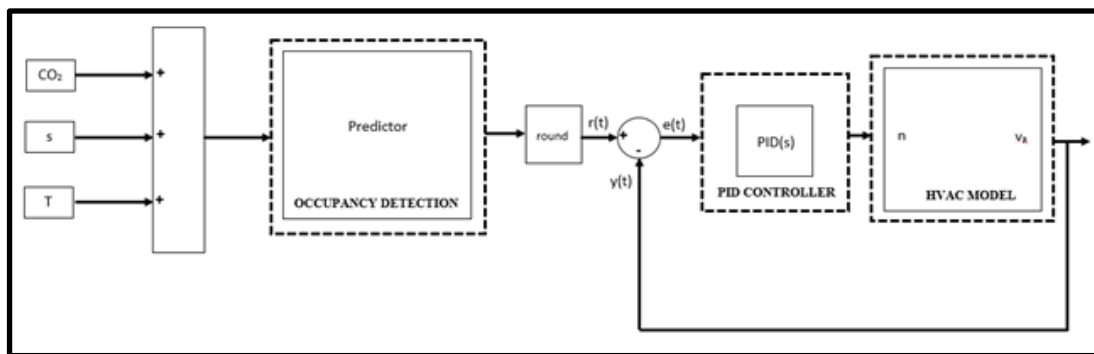 CO₂
+
s
+
T
+
Predictor
OCCUPANCY DETECTION
round
r(t)
+
-
y(t)
e(t)
PID(s)
PID CONTROLLER
n
vₐ
HVAC MODEL